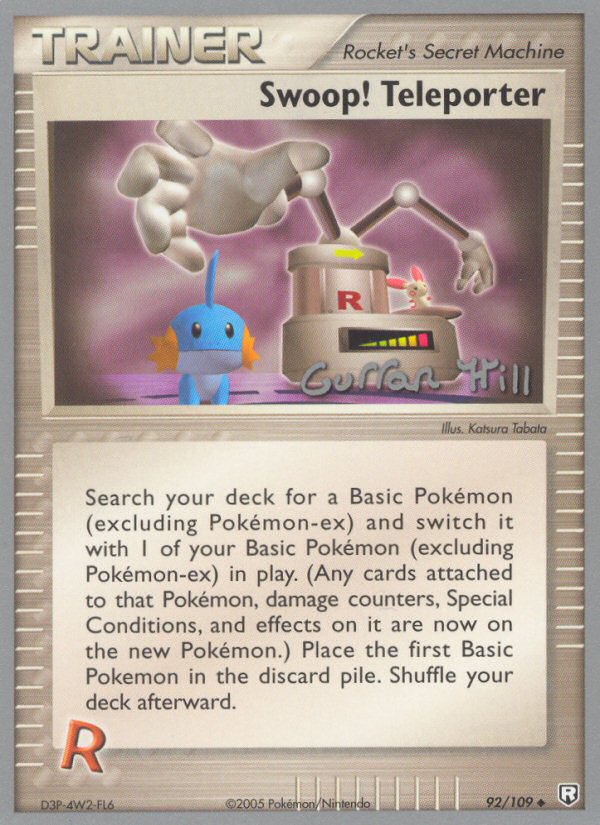 TRAINER
Rocket's Secret Machine
Swoop! Teleporter
R
Curran Hill
Illus. Katsura Tabata
Search your deck for a Basic Pokémon
(excluding Pokémon-ex) and switch it
with 1 of your Basic Pokémon (excluding
Pokémon-ex) in play. (Any cards attached
to that Pokémon, damage counters, Special
Conditions, and effects on it are now on
the new Pokémon.) Place the first Basic
Pokemon in the discard pile. Shuffle your
deck afterward.
R
D3P-4W2-FL6
©2005 Pokémon/Nintendo
92/109
R